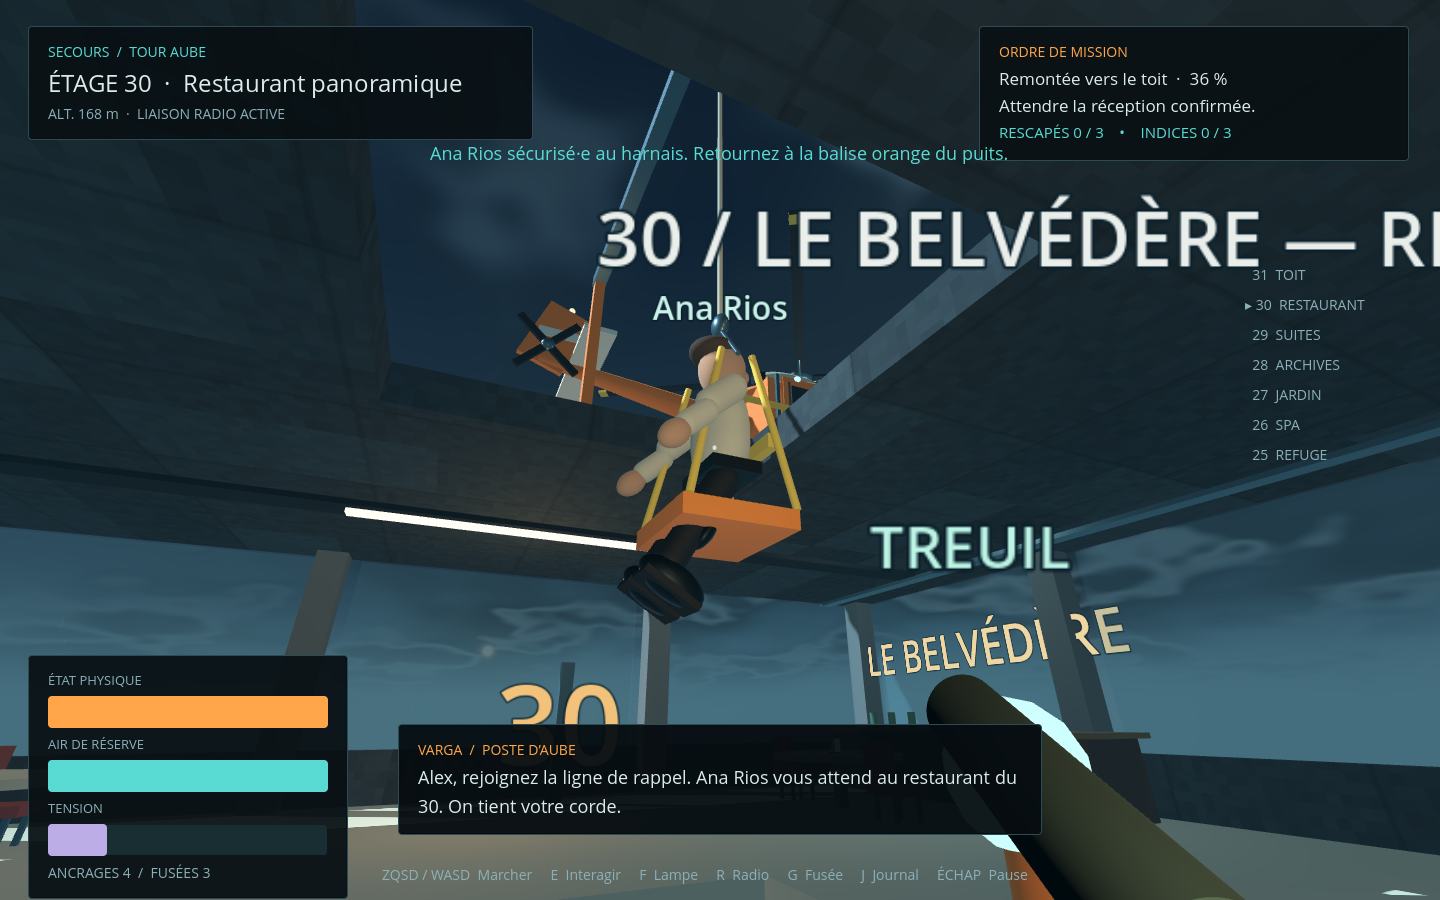 SECOURS / TOUR AUBE
ÉTAGE 30 · Restaurant panoramique
ALT. 168 m · LIAISON RADIO ACTIVE
ORDRE DE MISSION
Remontée vers le toit · 36 %
Attendre la réception confirmée.
RESCAPÉS 0 / 3 • INDICES 0 / 3
Ana Rios sécurisé·e au harnais. Retournez à la balise orange du puits.
30 / LE BELVÉDÈRE —
31 TOIT
▸ 30 RESTAURANT
29 SUITES
28 ARCHIVES
27 JARDIN
26 SPA
25 REFUGE
Ana Rios
TREUIL
LE BELVÉDÈRE
30
ÉTAT PHYSIQUE
AIR DE RÉSERVE
TENSION
ANCRAGES 4 / FUSÉES 3
VARGA / POSTE D'AUBE
Alex, rejoignez la ligne de rappel. Ana Rios vous attend au restaurant du
30. On tient votre corde.
ZQSD / WASD Marcher E Interagir F Lampe R Radio G Fusée J Journal ÉCHAP Pause